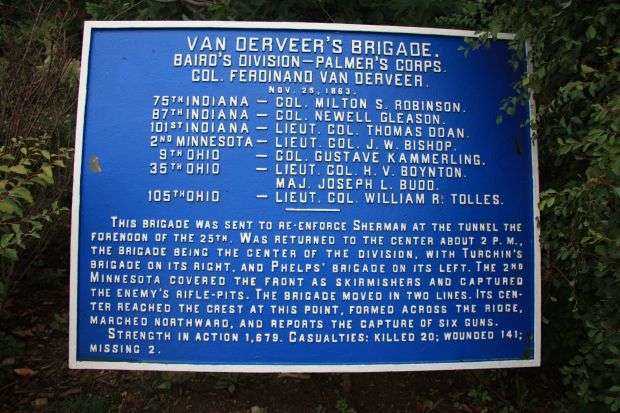 VAN DERVEER'S BRIGADE.
BAIRD'S DIVISION—PALMER'S CORPS.
COL. FERDINAND VAN DERVEER.
NOV. 25, 1863.
75TH INDIANA — COL. MILTON S. ROBINSON.
87TH INDIANA — COL. NEWELL GLEASON.
101ST INDIANA — LIEUT. COL. THOMAS DOAN.
2ND MINNESOTA — LIEUT. COL. J. W. BISHOP.
9TH OHIO — COL. GUSTAVE KAMMERLING.
35TH OHIO — LIEUT. COL. H. V. BOYNTON.
MAJ. JOSEPH L. BUDD.
105TH OHIO — LIEUT. COL. WILLIAM R. TOLLES.
THIS BRIGADE WAS SENT TO RE-ENFORCE SHERMAN AT THE TUNNEL THE
FORENOON OF THE 25TH. WAS RETURNED TO THE CENTER ABOUT 2 P.M.,
THE BRIGADE BEING THE CENTER OF THE DIVISION, WITH TURCHIN'S
BRIGADE ON ITS RIGHT, AND PHELPS' BRIGADE ON ITS LEFT. THE 2ND
MINNESOTA COVERED THE FRONT AS SKIRMISHERS AND CAPTURED
THE ENEMY'S RIFLE-PITS. THE BRIGADE MOVED IN TWO LINES. ITS CEN-
TER REACHED THE CREST AT THIS POINT, FORMED ACROSS THE RIDGE,
MARCHED NORTHWARD, AND REPORTS THE CAPTURE OF SIX GUNS.
STRENGTH IN ACTION 1,679. CASUALTIES: KILLED 20; WOUNDED 141;
MISSING 2.